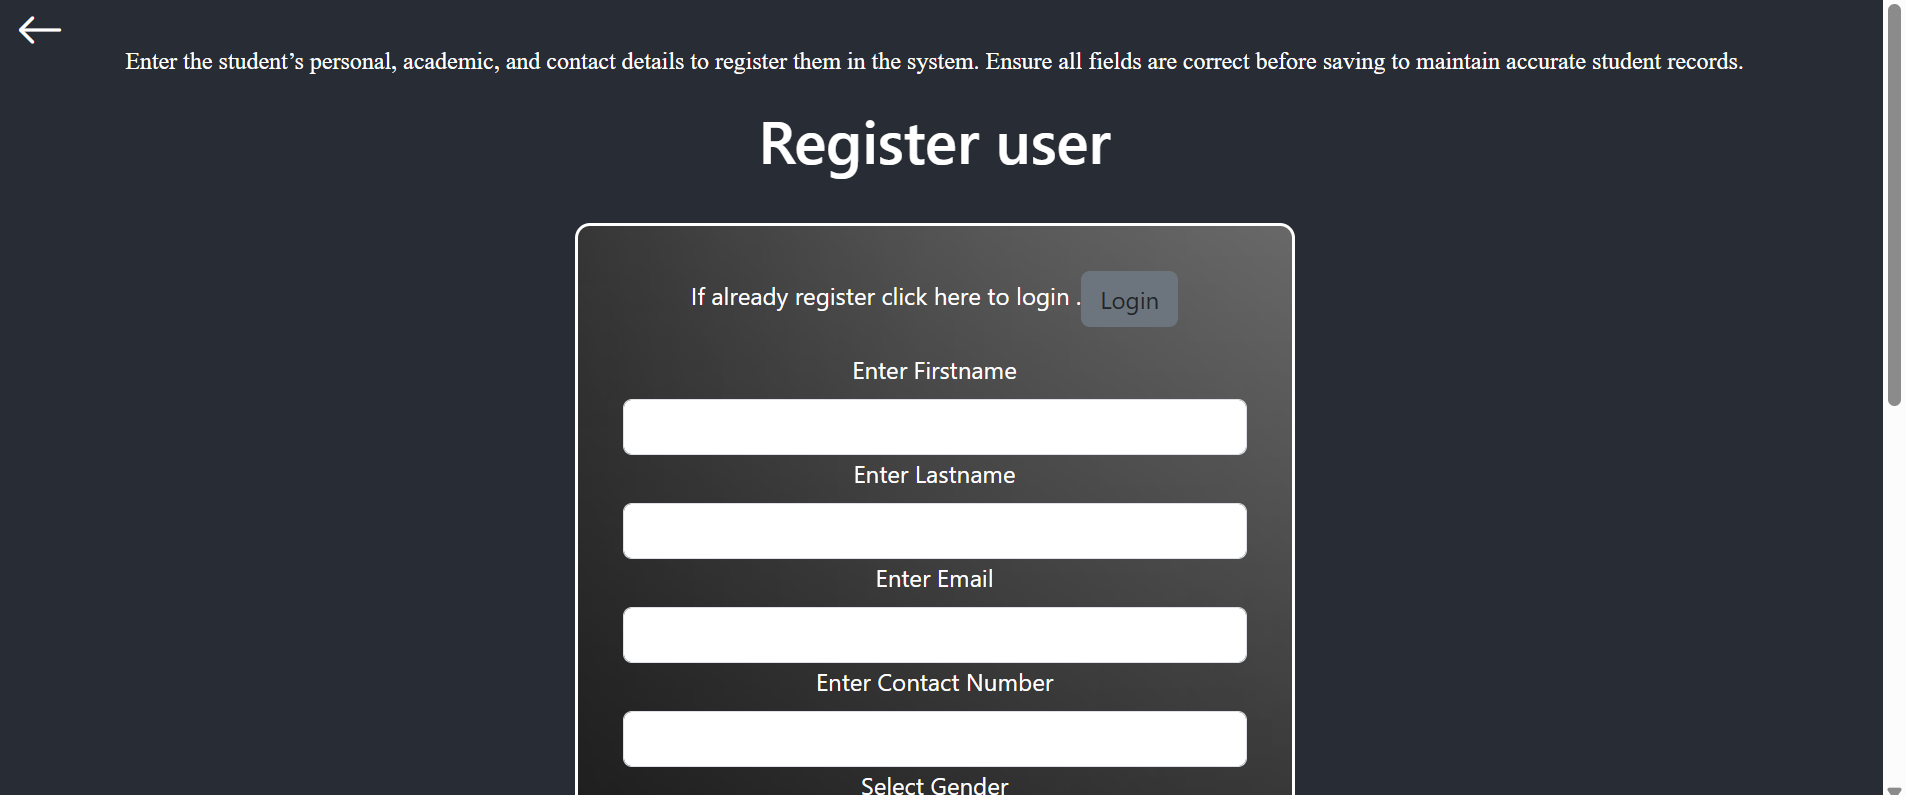 Enter the student’s personal, academic, and contact details to register them in the system. Ensure all fields are correct before saving to maintain accurate student records.
Register user
If already register click here to login . Login
Enter Firstname
Enter Lastname
Enter Email
Enter Contact Number
Select Gender